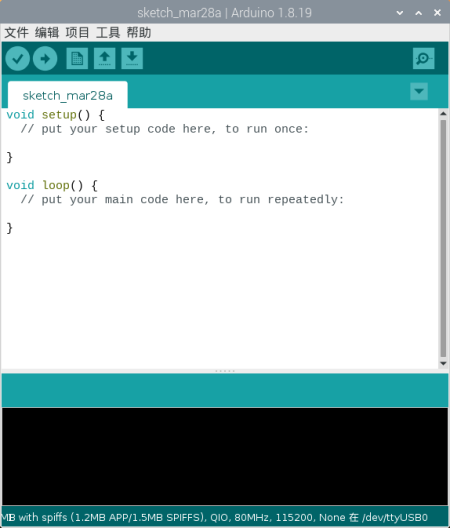 sketch_mar28a | Arduino 1.8.19
文件 编辑 项目 工具 帮助
sketch_mar28a
void setup() {
// put your setup code here, to run once:
}
void loop() {
// put your main code here, to run repeatedly:
}
with spiffs (1.2MB APP/1.5MB SPIFFS), QIO, 80MHz, 115200, None 在 /dev/ttyUSB0